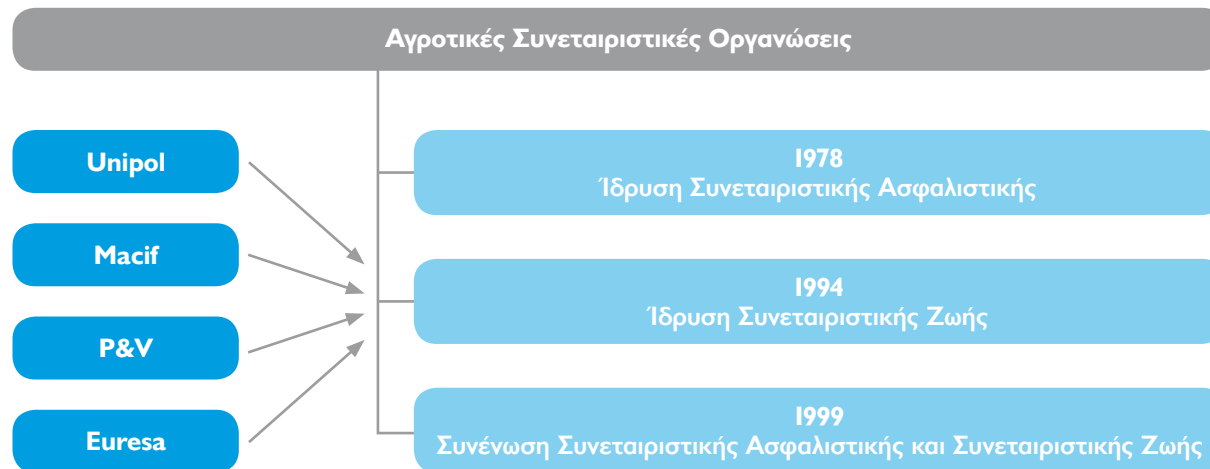 Αγροτικές Συνεταιριστικές Οργανώσεις
Unipol
Macif
P&V
Euresa
1978
Ίδρυση Συνεταιριστικής Ασφαλιστικής
1994
Ίδρυση Συνεταιριστικής Ζωής
1999
Συνένωση Συνεταιριστικής Ασφαλιστικής και Συνεταιριστικής Ζωής